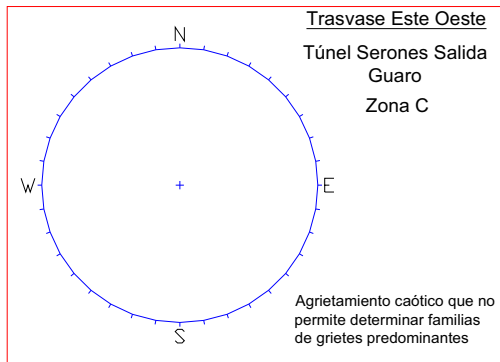 Trasvase Este Oeste
Túnel Serones Salida
Guaro
Zona C
N
W
E
S
Agrietamiento caótico que no
permite determinar familias
de grietes predominantes